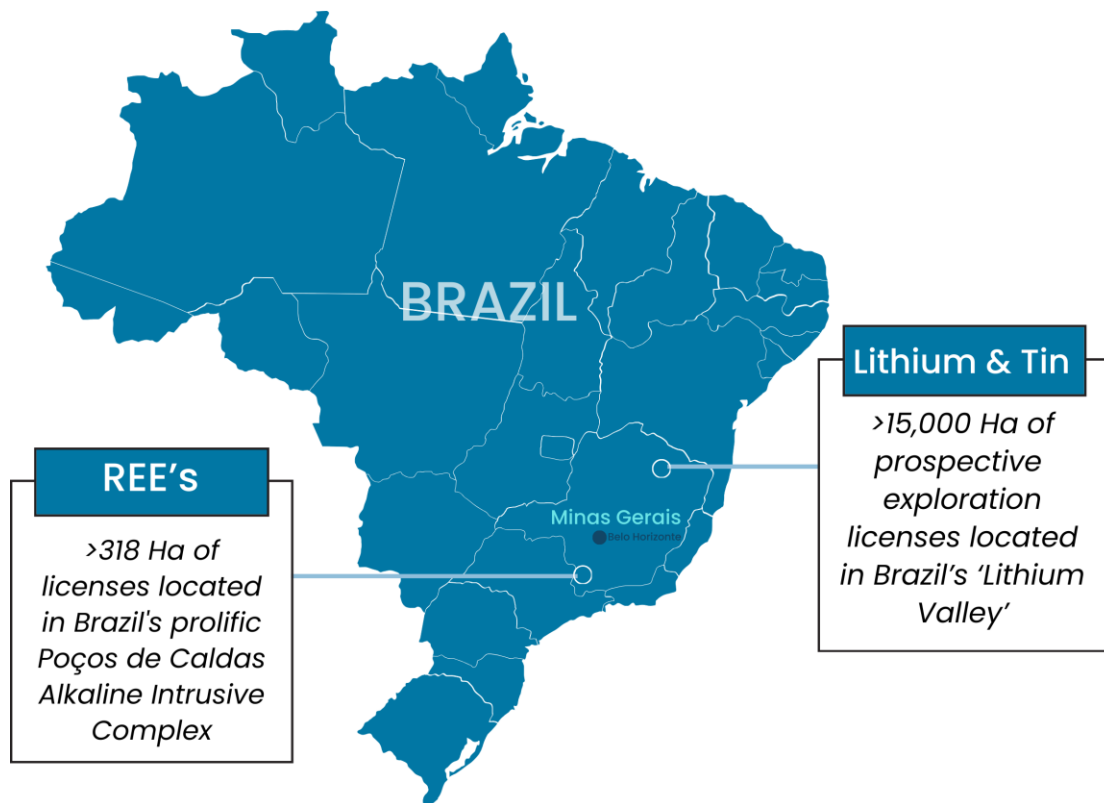 BRAZIL
Lithium & Tin
>15,000 Ha of
prospective
exploration
licenses located
in Brazil's ‘Lithium
Valley’
REE's
>318 Ha of
licenses located
in Brazil's prolific
Poços de Caldas
Alkaline Intrusive
Complex
Minas Gerais
Belo Horizonte